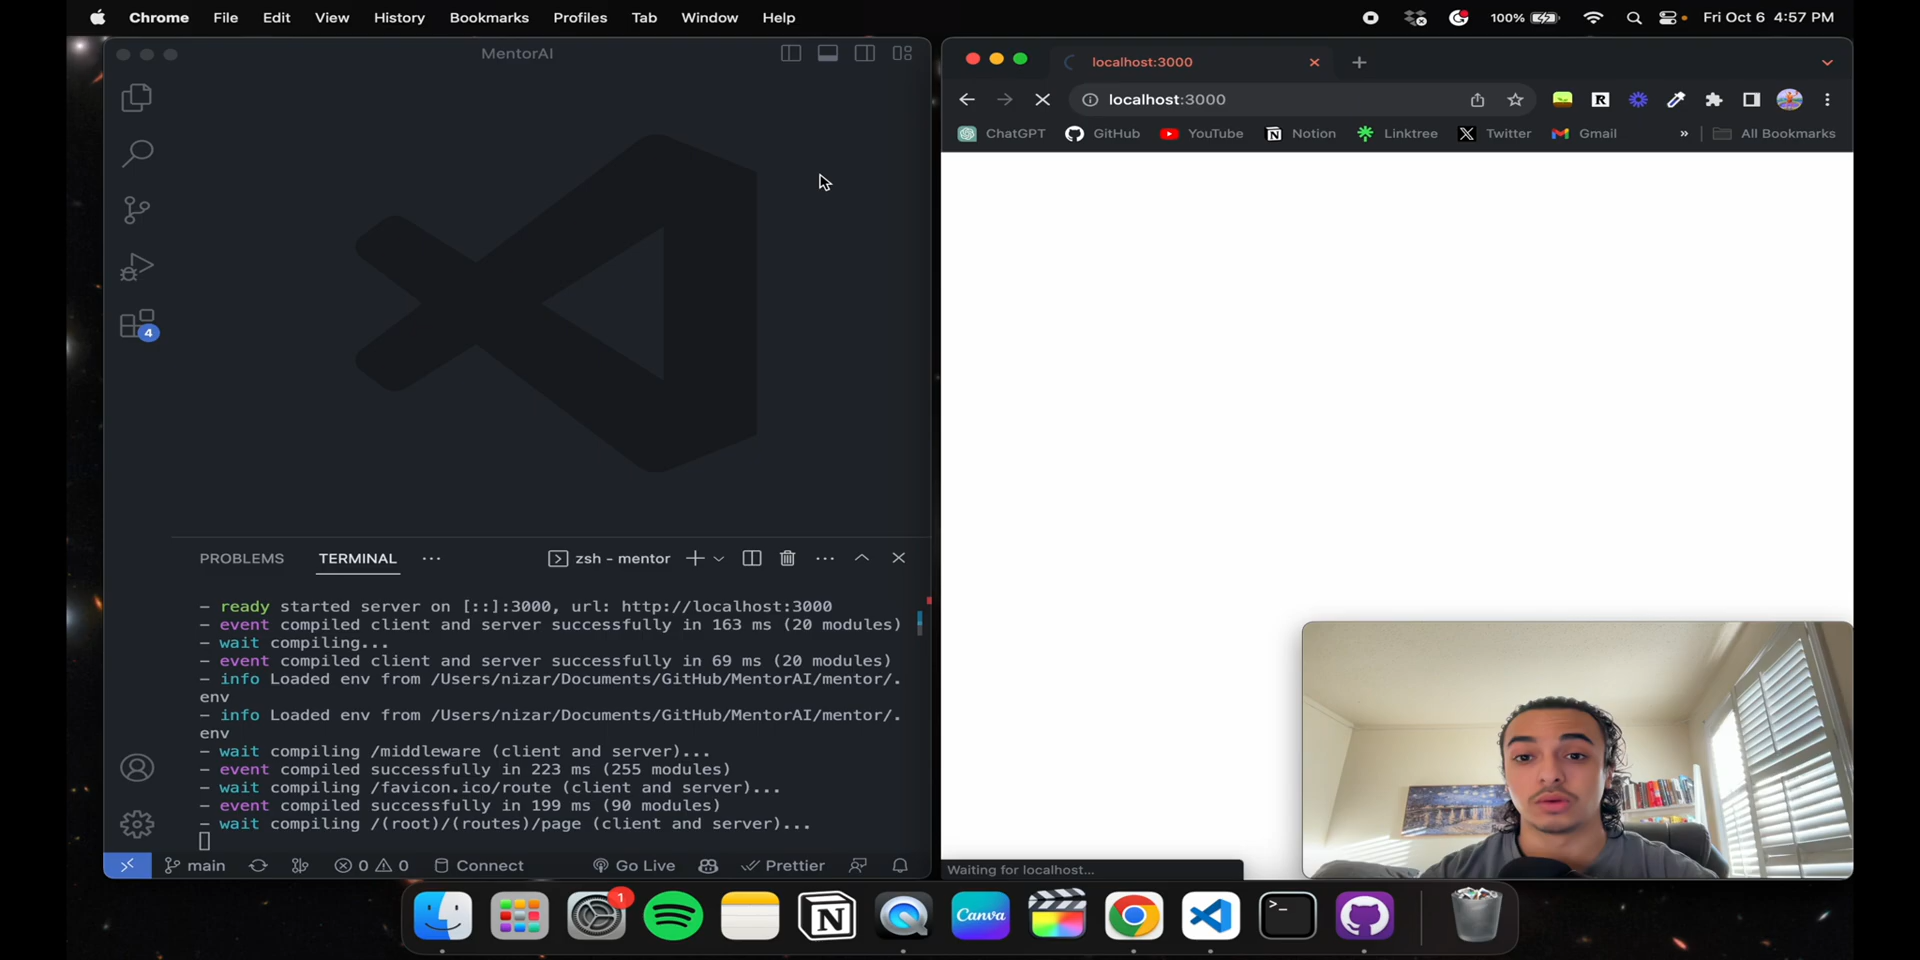 Chrome File Edit View History Bookmarks Profiles Tab Window Help
100% Fri Oct 6 4:57 PM
MentorAI
localhost:3000
localhost:3000
ChatGPT GitHub YouTube Notion Linktree Twitter Gmail » All Bookmarks
4
PROBLEMS TERMINAL ... zsh - mentor
- ready started server on [::]:3000, url: http://localhost:3000
- event compiled client and server successfully in 163 ms (20 modules)
- wait compiling...
- event compiled client and server successfully in 69 ms (20 modules)
- info Loaded env from /Users/nizar/Documents/GitHub/MentorAI/mentor/.
env
- info Loaded env from /Users/nizar/Documents/GitHub/MentorAI/mentor/.
env
- wait compiling /middleware (client and server)...
- event compiled successfully in 223 ms (255 modules)
- wait compiling /favicon.ico/route (client and server)...
- event compiled successfully in 199 ms (90 modules)
- wait compiling /(root)/(routes)/page (client and server)...
main 0 0 Connect Go Live Prettier
Waiting for localhost...
1
Canva